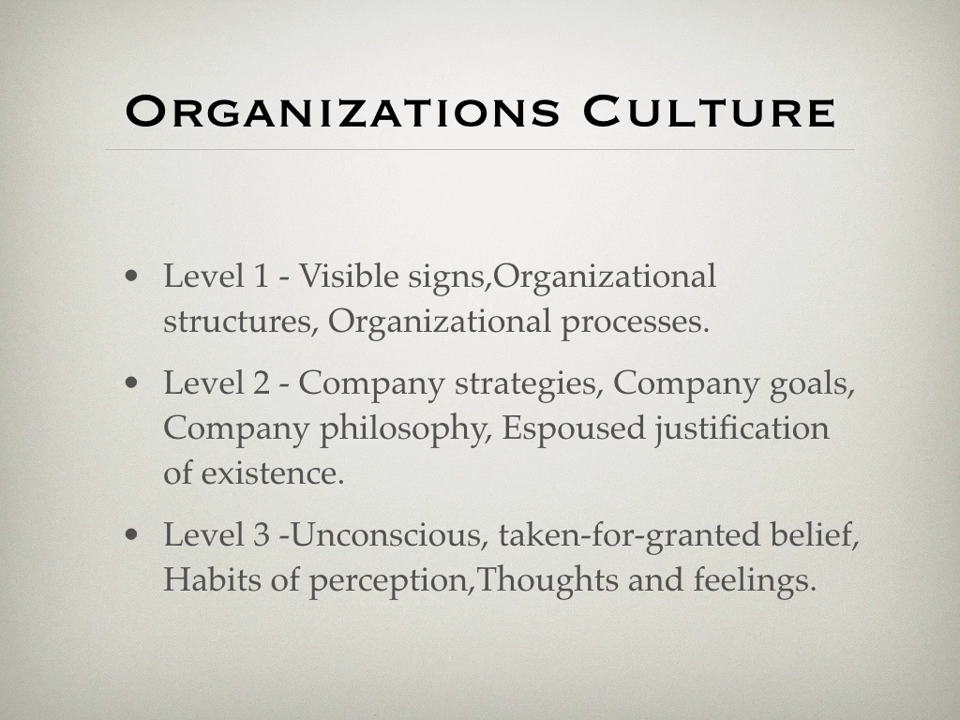 Organizations Culture
• Level 1 - Visible signs,Organizational
structures, Organizational processes.
• Level 2 - Company strategies, Company goals,
Company philosophy, Espoused justification
of existence.
• Level 3 -Unconscious, taken-for-granted belief,
Habits of perception,Thoughts and feelings.